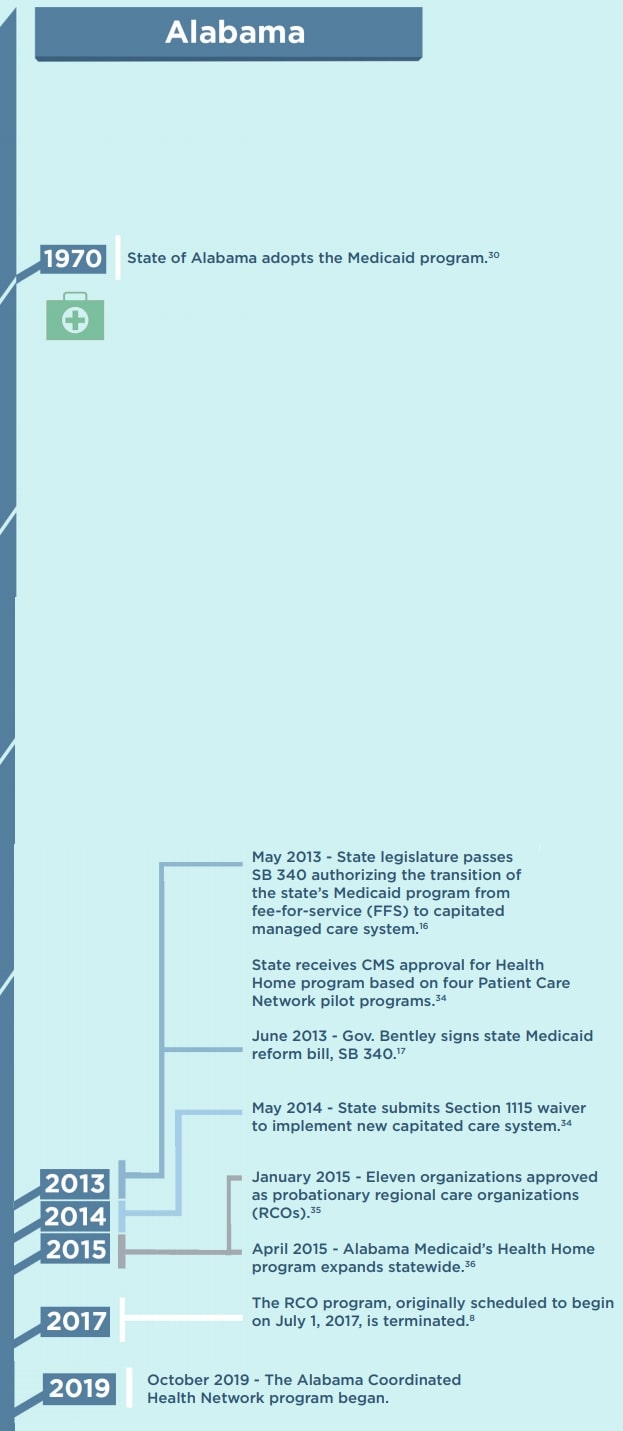 Alabama
1970
State of Alabama adopts the Medicaid program.³⁰
May 2013 - State legislature passes
SB 340 authorizing the transition of
the state’s Medicaid program from
fee-for-service (FFS) to capitated
managed care system.¹⁶
State receives CMS approval for Health
Home program based on four Patient Care
Network pilot programs.³⁴
June 2013 - Gov. Bentley signs state Medicaid
reform bill, SB 340.¹⁷
May 2014 - State submits Section 1115 waiver
to implement new capitated care system.³⁴
2013
2014
2015
January 2015 - Eleven organizations approved
as probationary regional care organizations
(RCOs).³⁵
April 2015 - Alabama Medicaid’s Health Home
program expands statewide.³⁶
2017
The RCO program, originally scheduled to begin
on July 1, 2017, is terminated.⁸
2019
October 2019 - The Alabama Coordinated
Health Network program began.